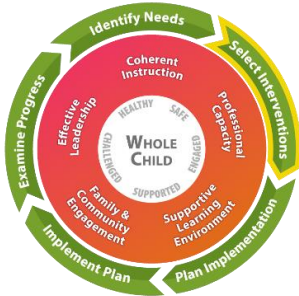 Identify Needs
Select Interventions
Plan Implementation
Implement Plan
Examine Progress
Coherent
Instruction
Professional
Capacity
Supportive
Learning
Environment
Family &
Community
Engagement
Effective
Leadership
HEALTHY
SAFE
ENGAGED
SUPPORTED
CHALLENGED
WHOLE
CHILD